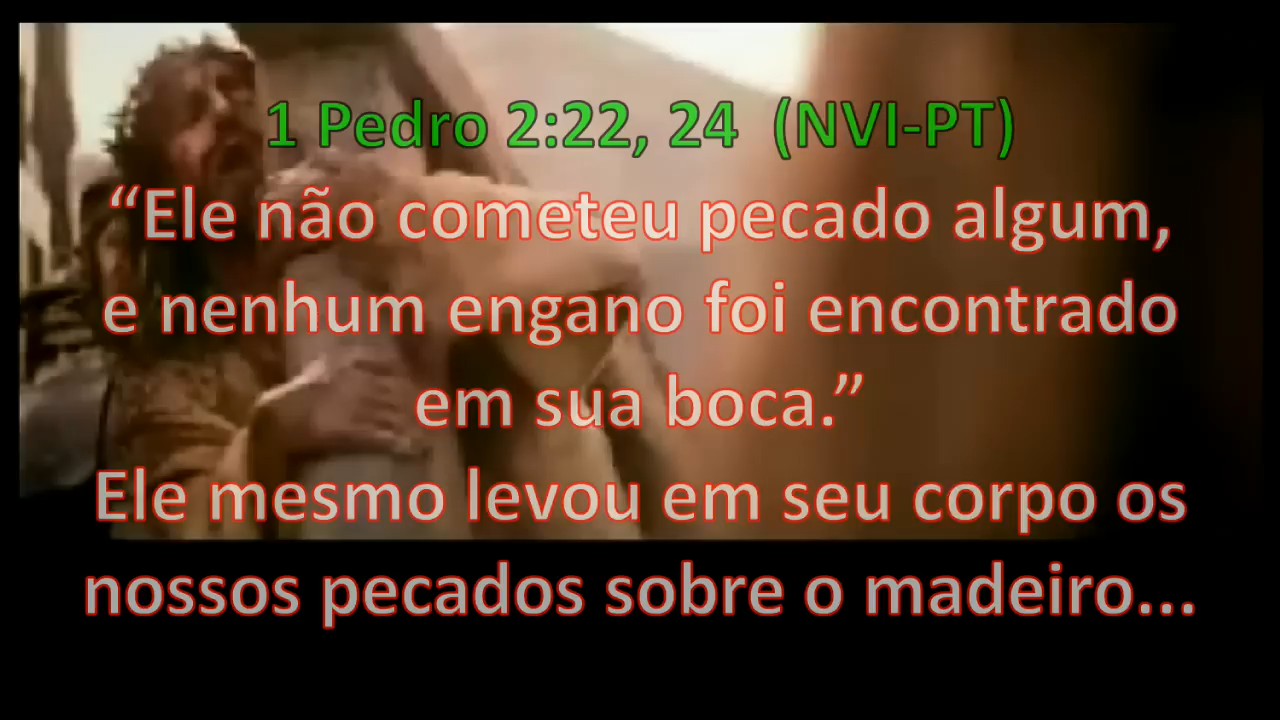 1 Pedro 2:22, 24 (NVI-PT)
“Ele não cometeu pecado algum,
e nenhum engano foi encontrado
em sua boca.”
Ele mesmo levou em seu corpo os
nossos pecados sobre o madeiro...